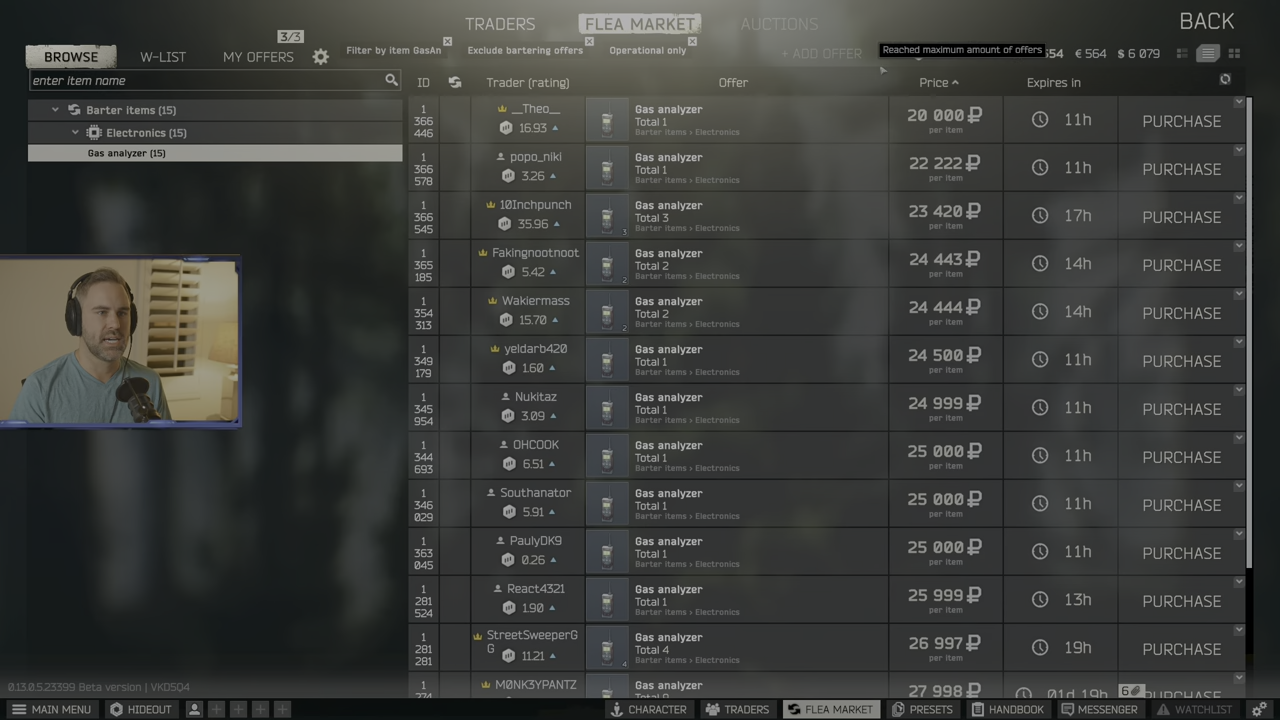 TRADERS
FLEA MARKET
AUCTIONS
BACK
3/3
BROWSE
W-LIST
MY OFFERS
Filter by item GasAn
Exclude bartering offers
Operational only
+ ADD OFFER
Reached maximum amount of offers
54
€ 564
$ 6 079
enter item name
ID
Trader (rating)
Offer
Price
Expires in
Barter items (15)
Electronics (15)
Gas analyzer (15)
1
366
446
__Theo__
16.93
Gas analyzer
Total 1
Barter items › Electronics
20 000 ₽
per item
11h
PURCHASE
1
366
578
popo_niki
3.26
Gas analyzer
Total 1
Barter items › Electronics
22 222 ₽
per item
11h
PURCHASE
1
366
545
10Inchpunch
35.96
3
Gas analyzer
Total 3
Barter items › Electronics
23 420 ₽
per item
17h
PURCHASE
1
365
185
Fakingnootnoot
5.42
2
Gas analyzer
Total 2
Barter items › Electronics
24 443 ₽
per item
14h
PURCHASE
1
354
313
Waklermass
15.70
2
Gas analyzer
Total 2
Barter items › Electronics
24 444 ₽
per item
14h
PURCHASE
1
349
179
yeldarb420
1.60
Gas analyzer
Total 1
Barter items › Electronics
24 500 ₽
per item
11h
PURCHASE
1
345
954
Nukitaz
3.09
Gas analyzer
Total 1
Barter items › Electronics
24 999 ₽
per item
11h
PURCHASE
1
344
693
OHCOOK
6.51
Gas analyzer
Total 1
Barter items › Electronics
25 000 ₽
per item
11h
PURCHASE
1
346
029
Southanator
5.91
Gas analyzer
Total 1
Barter items › Electronics
25 000 ₽
per item
11h
PURCHASE
1
363
045
PaulyDK9
0.26
Gas analyzer
Total 1
Barter items › Electronics
25 000 ₽
per item
11h
PURCHASE
1
281
524
React4321
1.90
Gas analyzer
Total 1
Barter items › Electronics
25 999 ₽
per item
13h
PURCHASE
1
281
281
StreetSweeperG
G
11.21
4
Gas analyzer
Total 4
Barter items › Electronics
26 997 ₽
per item
19h
PURCHASE
1
M0NK3YPANTZ
Gas analyzer
27 998 ₽
01d 19h
PURCHASE
6
0.13.0.5.23399 Beta version | VKDSQ4
MAIN MENU
HIDEOUT
CHARACTER
TRADERS
FLEA MARKET
PRESETS
HANDBOOK
MESSENGER
WATCHLIST